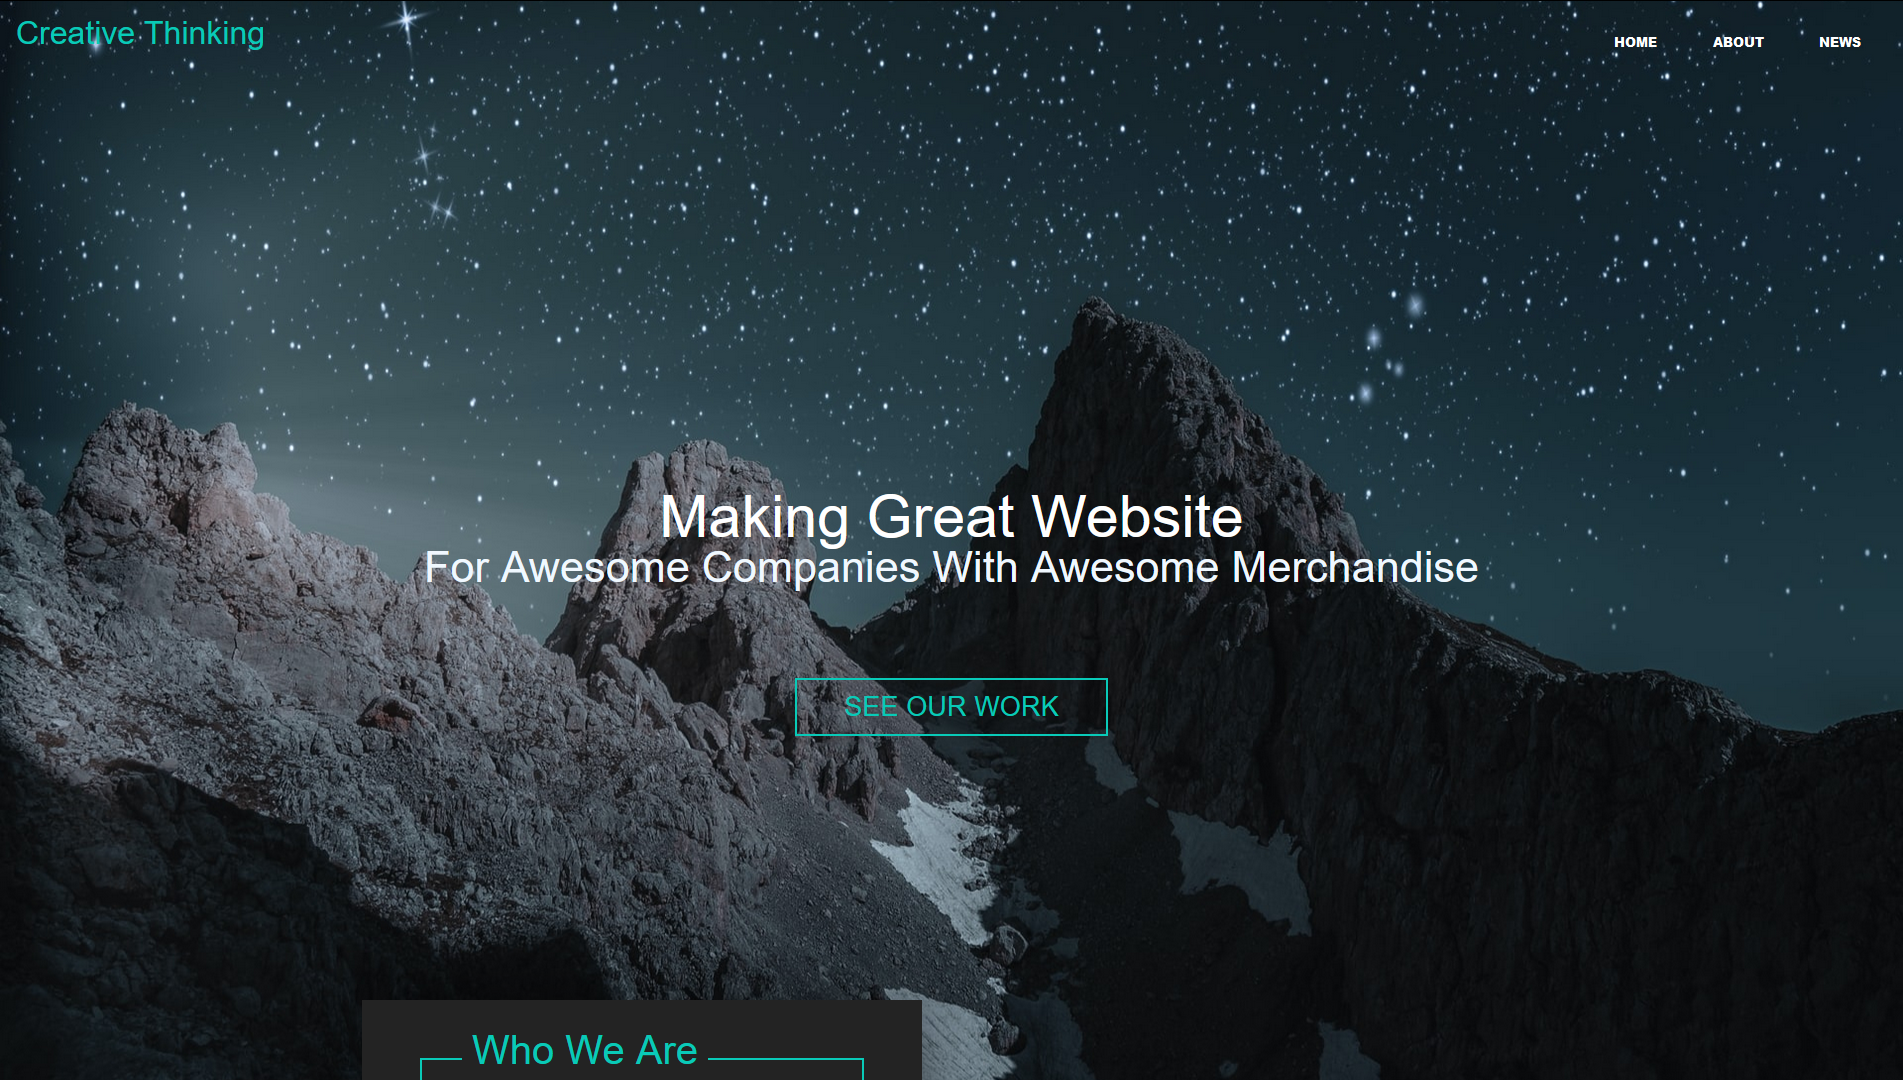 Creative Thinking
HOME ABOUT NEWS
Making Great Website
For Awesome Companies With Awesome Merchandise
SEE OUR WORK
Who We Are